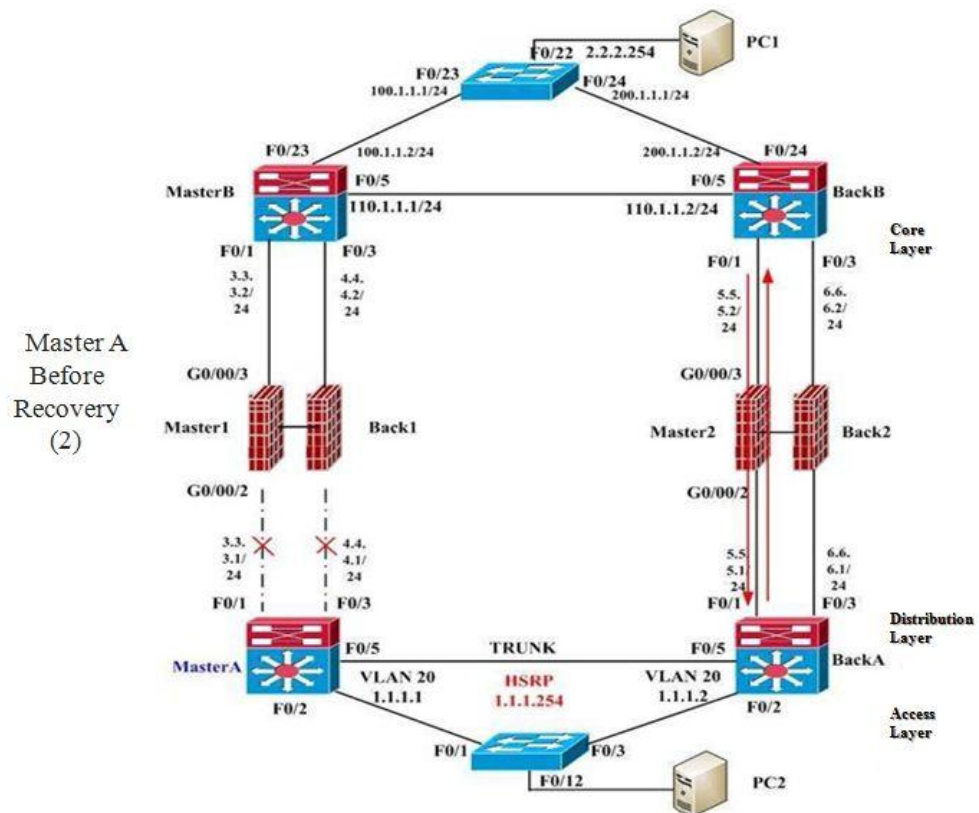 F0/22
2.2.2.254
PC1
F0/23
F0/24
100.1.1.1/24
200.1.1.1/24
F0/23
100.1.1.2/24
200.1.1.2/24
F0/24
MasterB
F0/5
F0/5
BackB
110.1.1.1/24
110.1.1.2/24
Core
Layer
F0/1
F0/3
F0/1
F0/3
3.3.
3.2/
24
4.4.
4.2/
24
5.5.
5.2/
24
6.6.
6.2/
24
Master A
Before
Recovery
(2)
G0/00/3
G0/00/3
Master1
Back1
Master2
Back2
G0/00/2
G0/00/2
3.3.
3.1/
24
4.4.
4.1/
24
5.5.
5.1/
24
6.6.
6.1/
24
F0/1
F0/3
F0/1
F0/3
Distribution
Layer
MasterA
F0/5
TRUNK
F0/5
BackA
VLAN 20
1.1.1.1
HSRP
1.1.1.254
VLAN 20
1.1.1.2
F0/2
F0/2
Access
Layer
F0/1
F0/3
F0/12
PC2